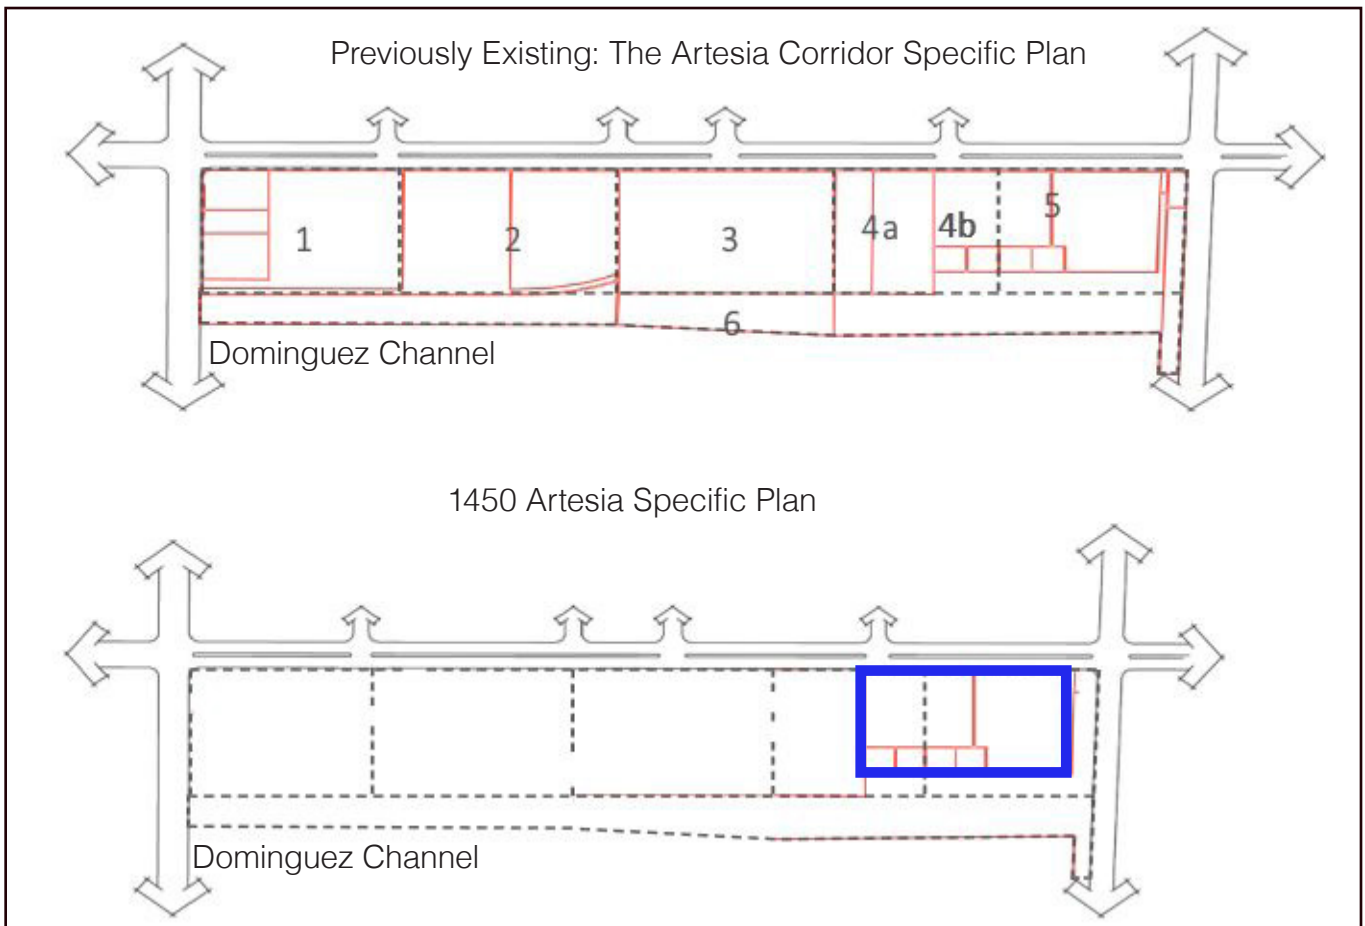 Previously Existing: The Artesia Corridor Specific Plan
1 2 3 4a 4b 5
6
Dominguez Channel
1450 Artesia Specific Plan
Dominguez Channel